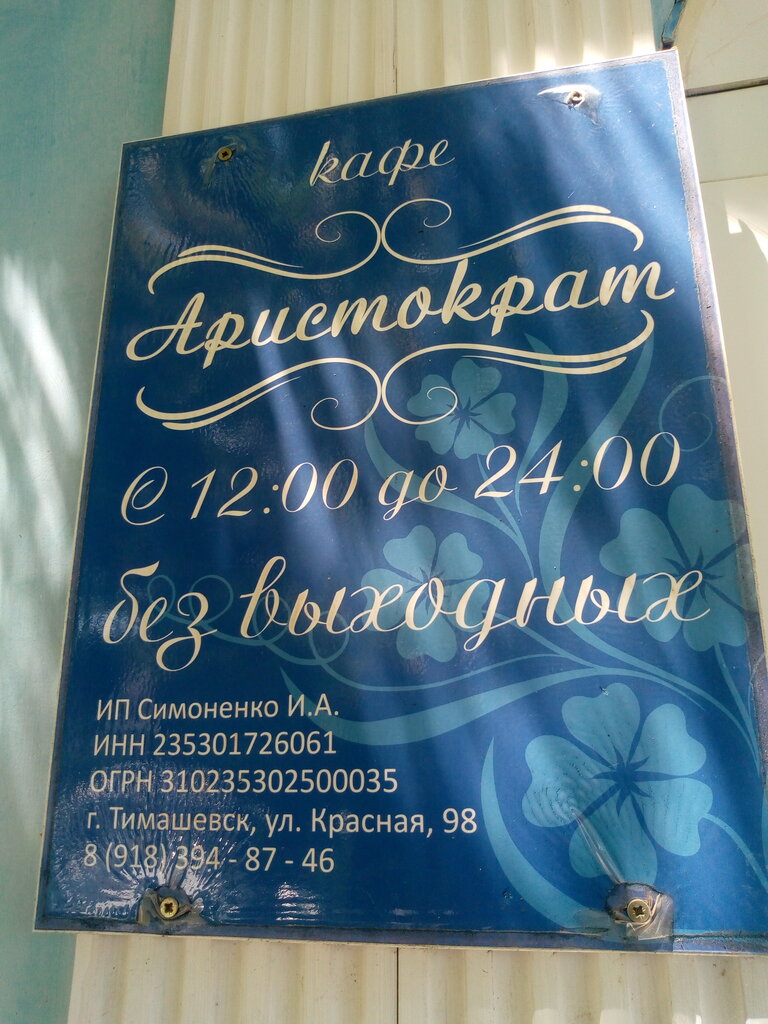 кафе
Аристократ
С 12:00 до 24:00
без выходных
ИП Симоненко И.А.
ИНН 235301726061
ОГРН 310235302500035
г. Тимашевск, ул. Красная, 98
8 (918) 394 - 87 - 46